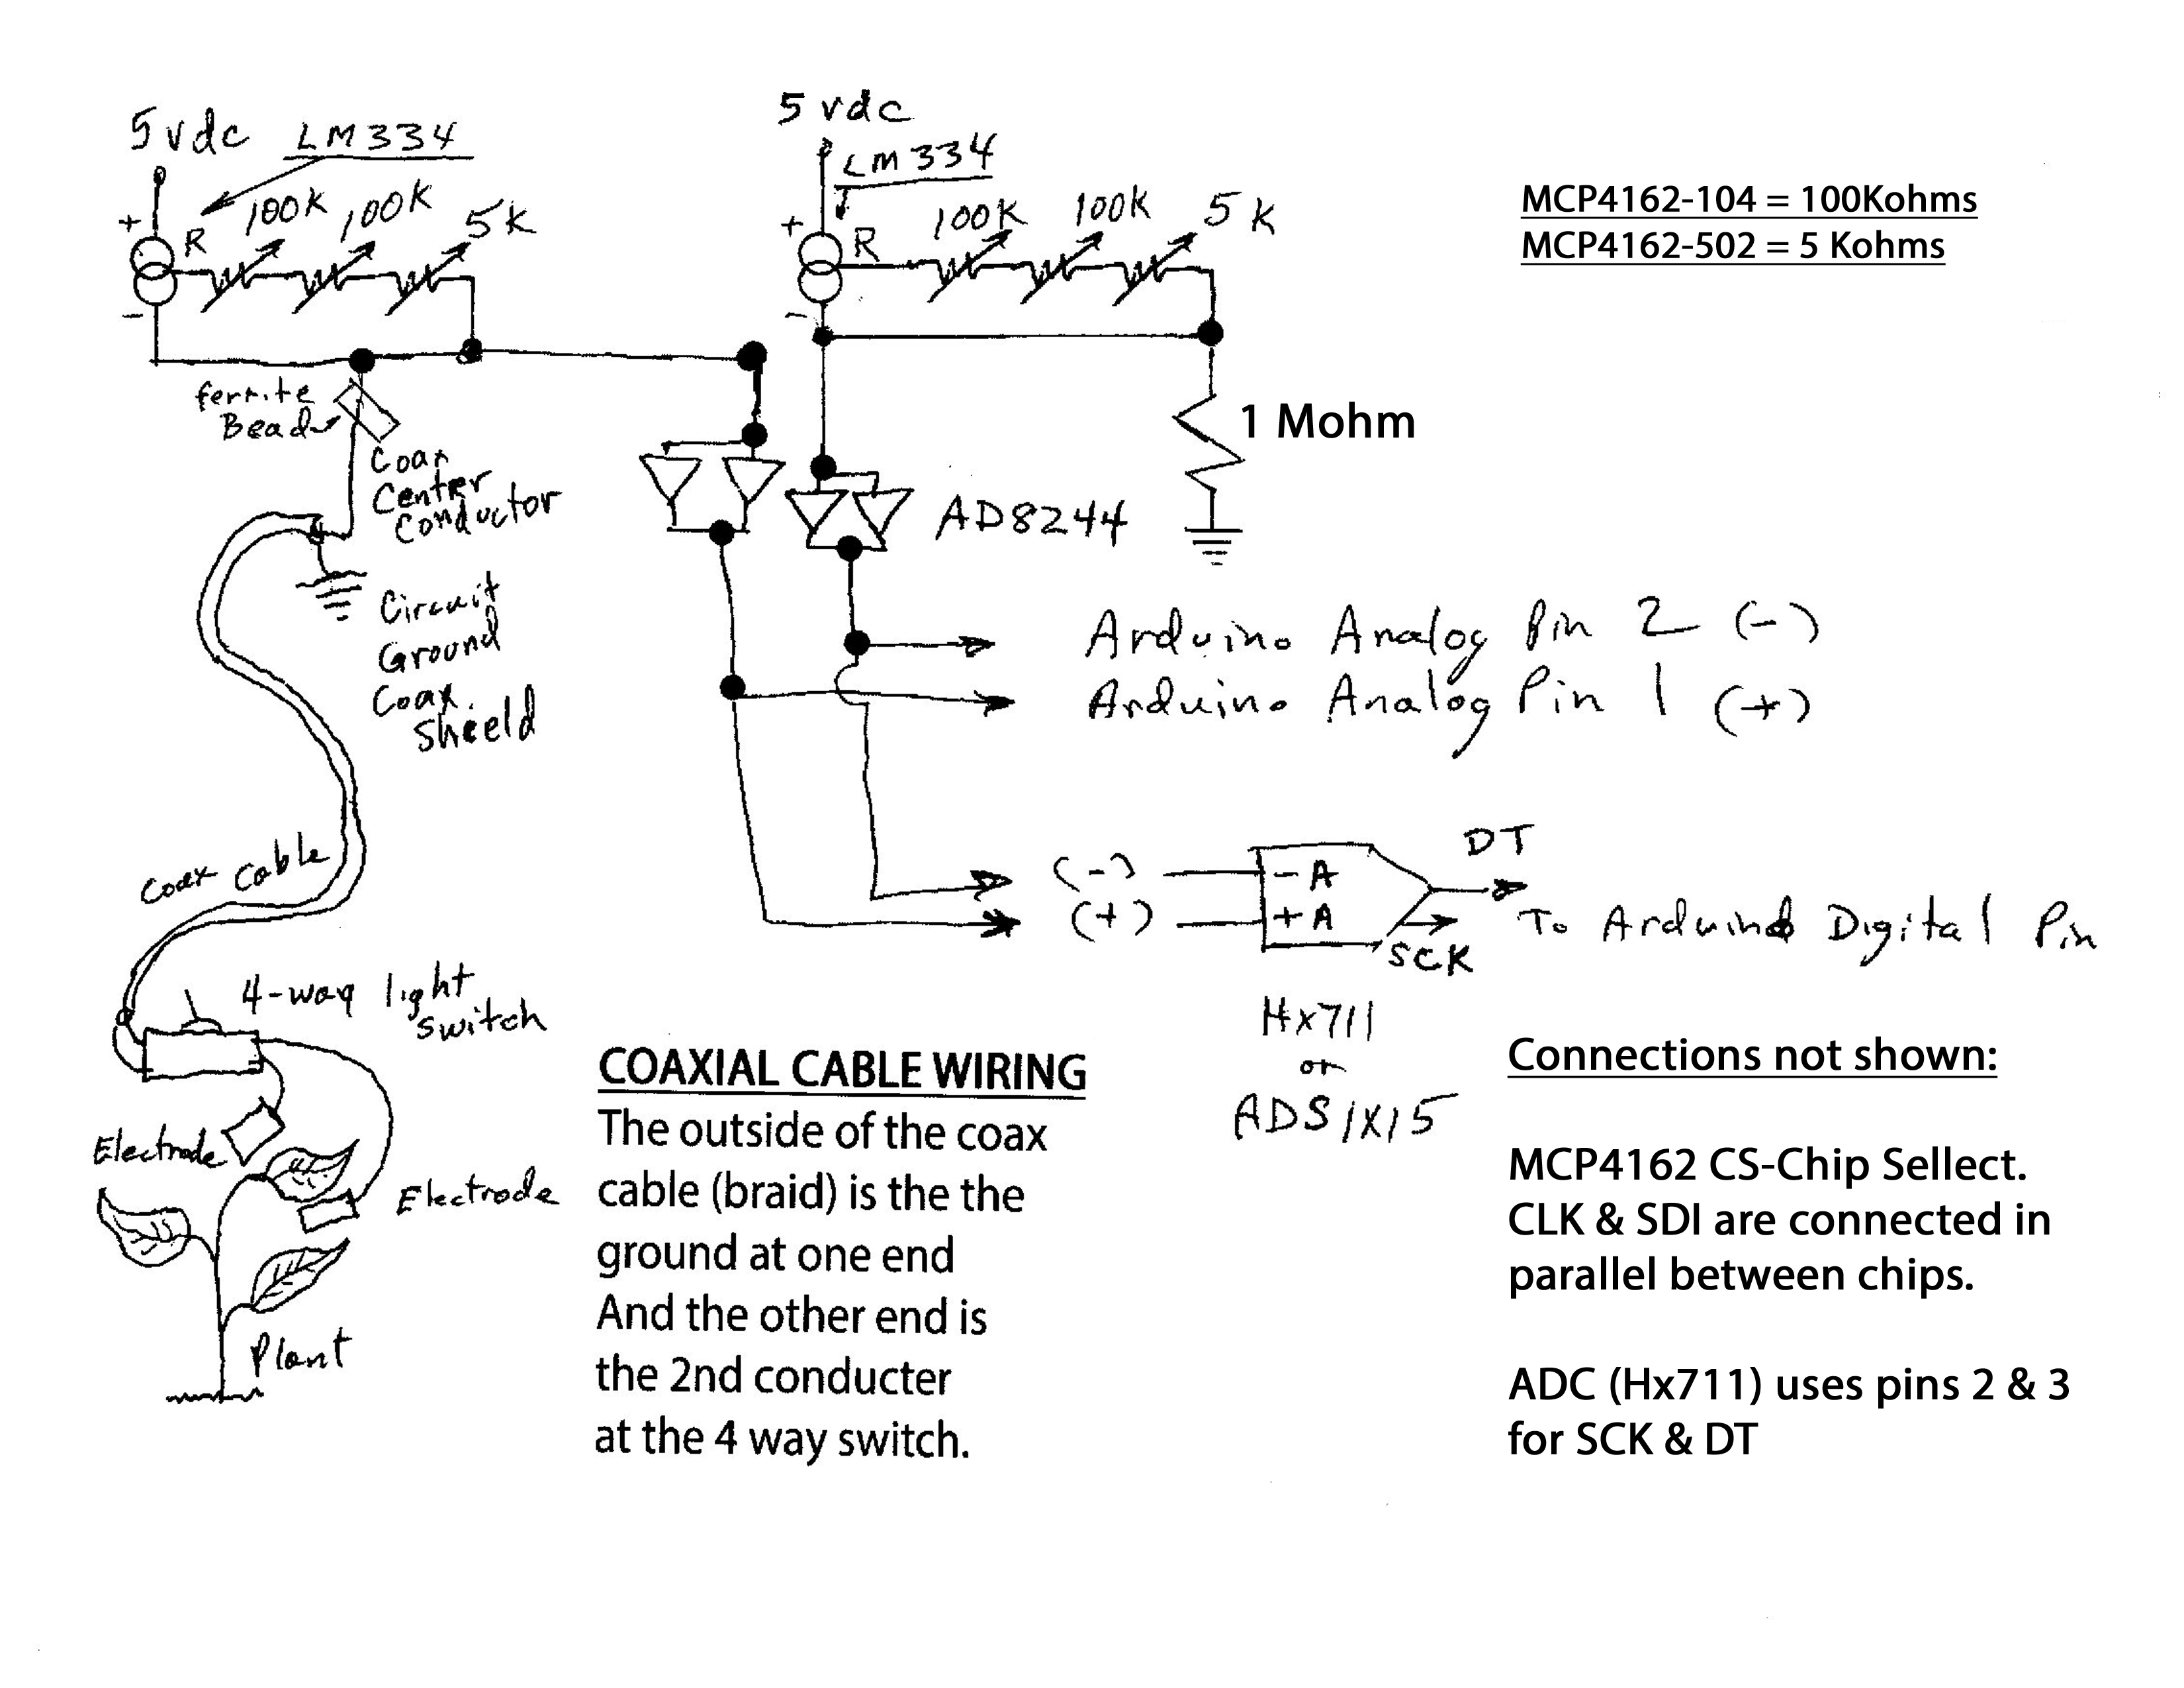 5 vdc LM334
+ R 100K 100K 5K
-
5 vdc
LM334
+ R 100K 100K 5K
-
MCP4162-104 = 100Kohms
MCP4162-502 = 5 Kohms
ferrite
Bead
Coax
Center
Conductor
1 Mohm
AD8244
Circuit
Ground
Coax
Shield
Arduino Analog Pin 2 (-)
Arduino Analog Pin 1 (+)
(-) -A DT
(+) +A
SCK
To Arduino Digital Pin
Hx711
or
ADS1X15
Coax Cable
4-way light
switch
Electrode
Electrode
Plant
COAXIAL CABLE WIRING
The outside of the coax
cable (braid) is the the
ground at one end
And the other end is
the 2nd conducter
at the 4 way switch.
Connections not shown:
MCP4162 CS-Chip Sellect.
CLK & SDI are connected in
parallel between chips.
ADC (Hx711) uses pins 2 & 3
for SCK & DT